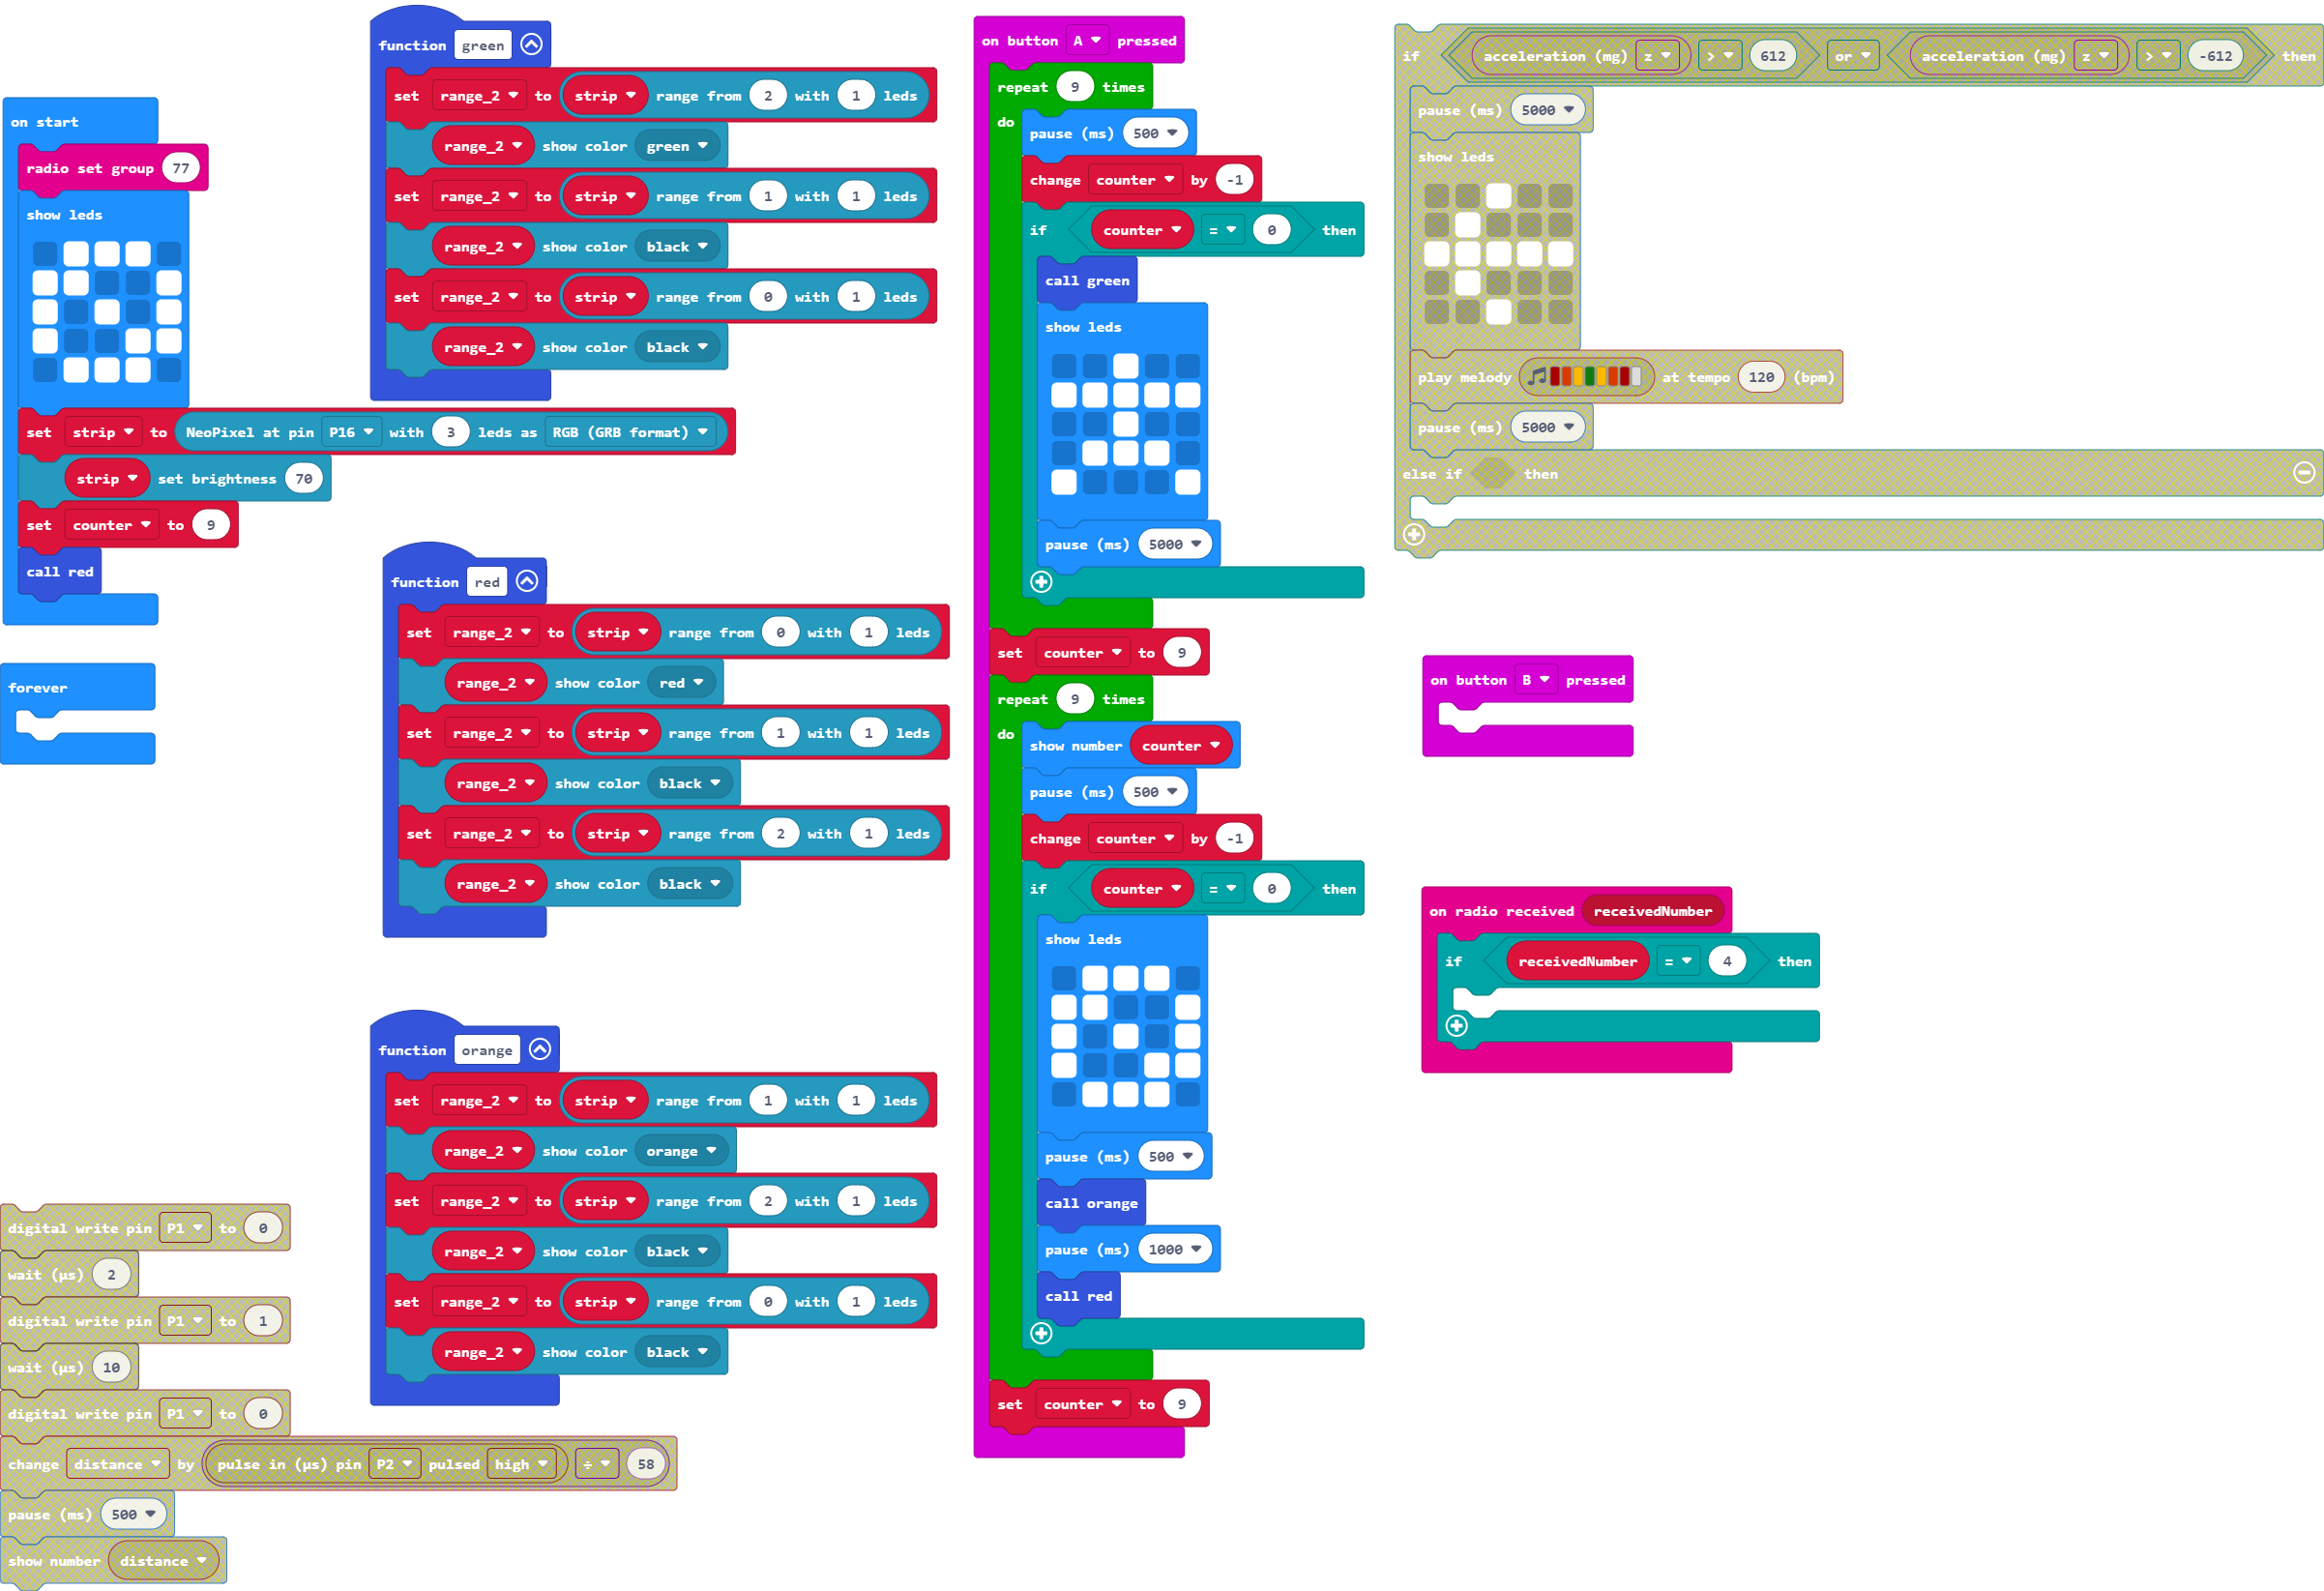 on start
radio set group 77
show leds
set strip to NeoPixel at pin P16 with 3 leds as RGB (GRB format)
strip set brightness 70
set counter to 9
call red
forever
digital write pin P1 to 0
wait (µs) 2
digital write pin P1 to 1
wait (µs) 10
digital write pin P1 to 0
change distance by pulse in (µs) pin P2 pulsed high ÷ 58
pause (ms) 500
show number distance
function green
set range_2 to strip range from 2 with 1 leds
range_2 show color green
set range_2 to strip range from 1 with 1 leds
range_2 show color black
set range_2 to strip range from 0 with 1 leds
range_2 show color black
function red
set range_2 to strip range from 0 with 1 leds
range_2 show color red
set range_2 to strip range from 1 with 1 leds
range_2 show color black
set range_2 to strip range from 2 with 1 leds
range_2 show color black
function orange
set range_2 to strip range from 1 with 1 leds
range_2 show color orange
set range_2 to strip range from 2 with 1 leds
range_2 show color black
set range_2 to strip range from 0 with 1 leds
range_2 show color black
on button A pressed
repeat 9 times
do
pause (ms) 500
change counter by -1
if counter = 0 then
call green
show leds
pause (ms) 5000
set counter to 9
repeat 9 times
do
show number counter
pause (ms) 500
change counter by -1
if counter = 0 then
show leds
pause (ms) 500
call orange
pause (ms) 1000
call red
set counter to 9
if acceleration (mg) z > 612 or acceleration (mg) z > -612 then
pause (ms) 5000
show leds
play melody at tempo 120 (bpm)
pause (ms) 5000
else if then
on button B pressed
on radio received receivedNumber
if receivedNumber = 4 then